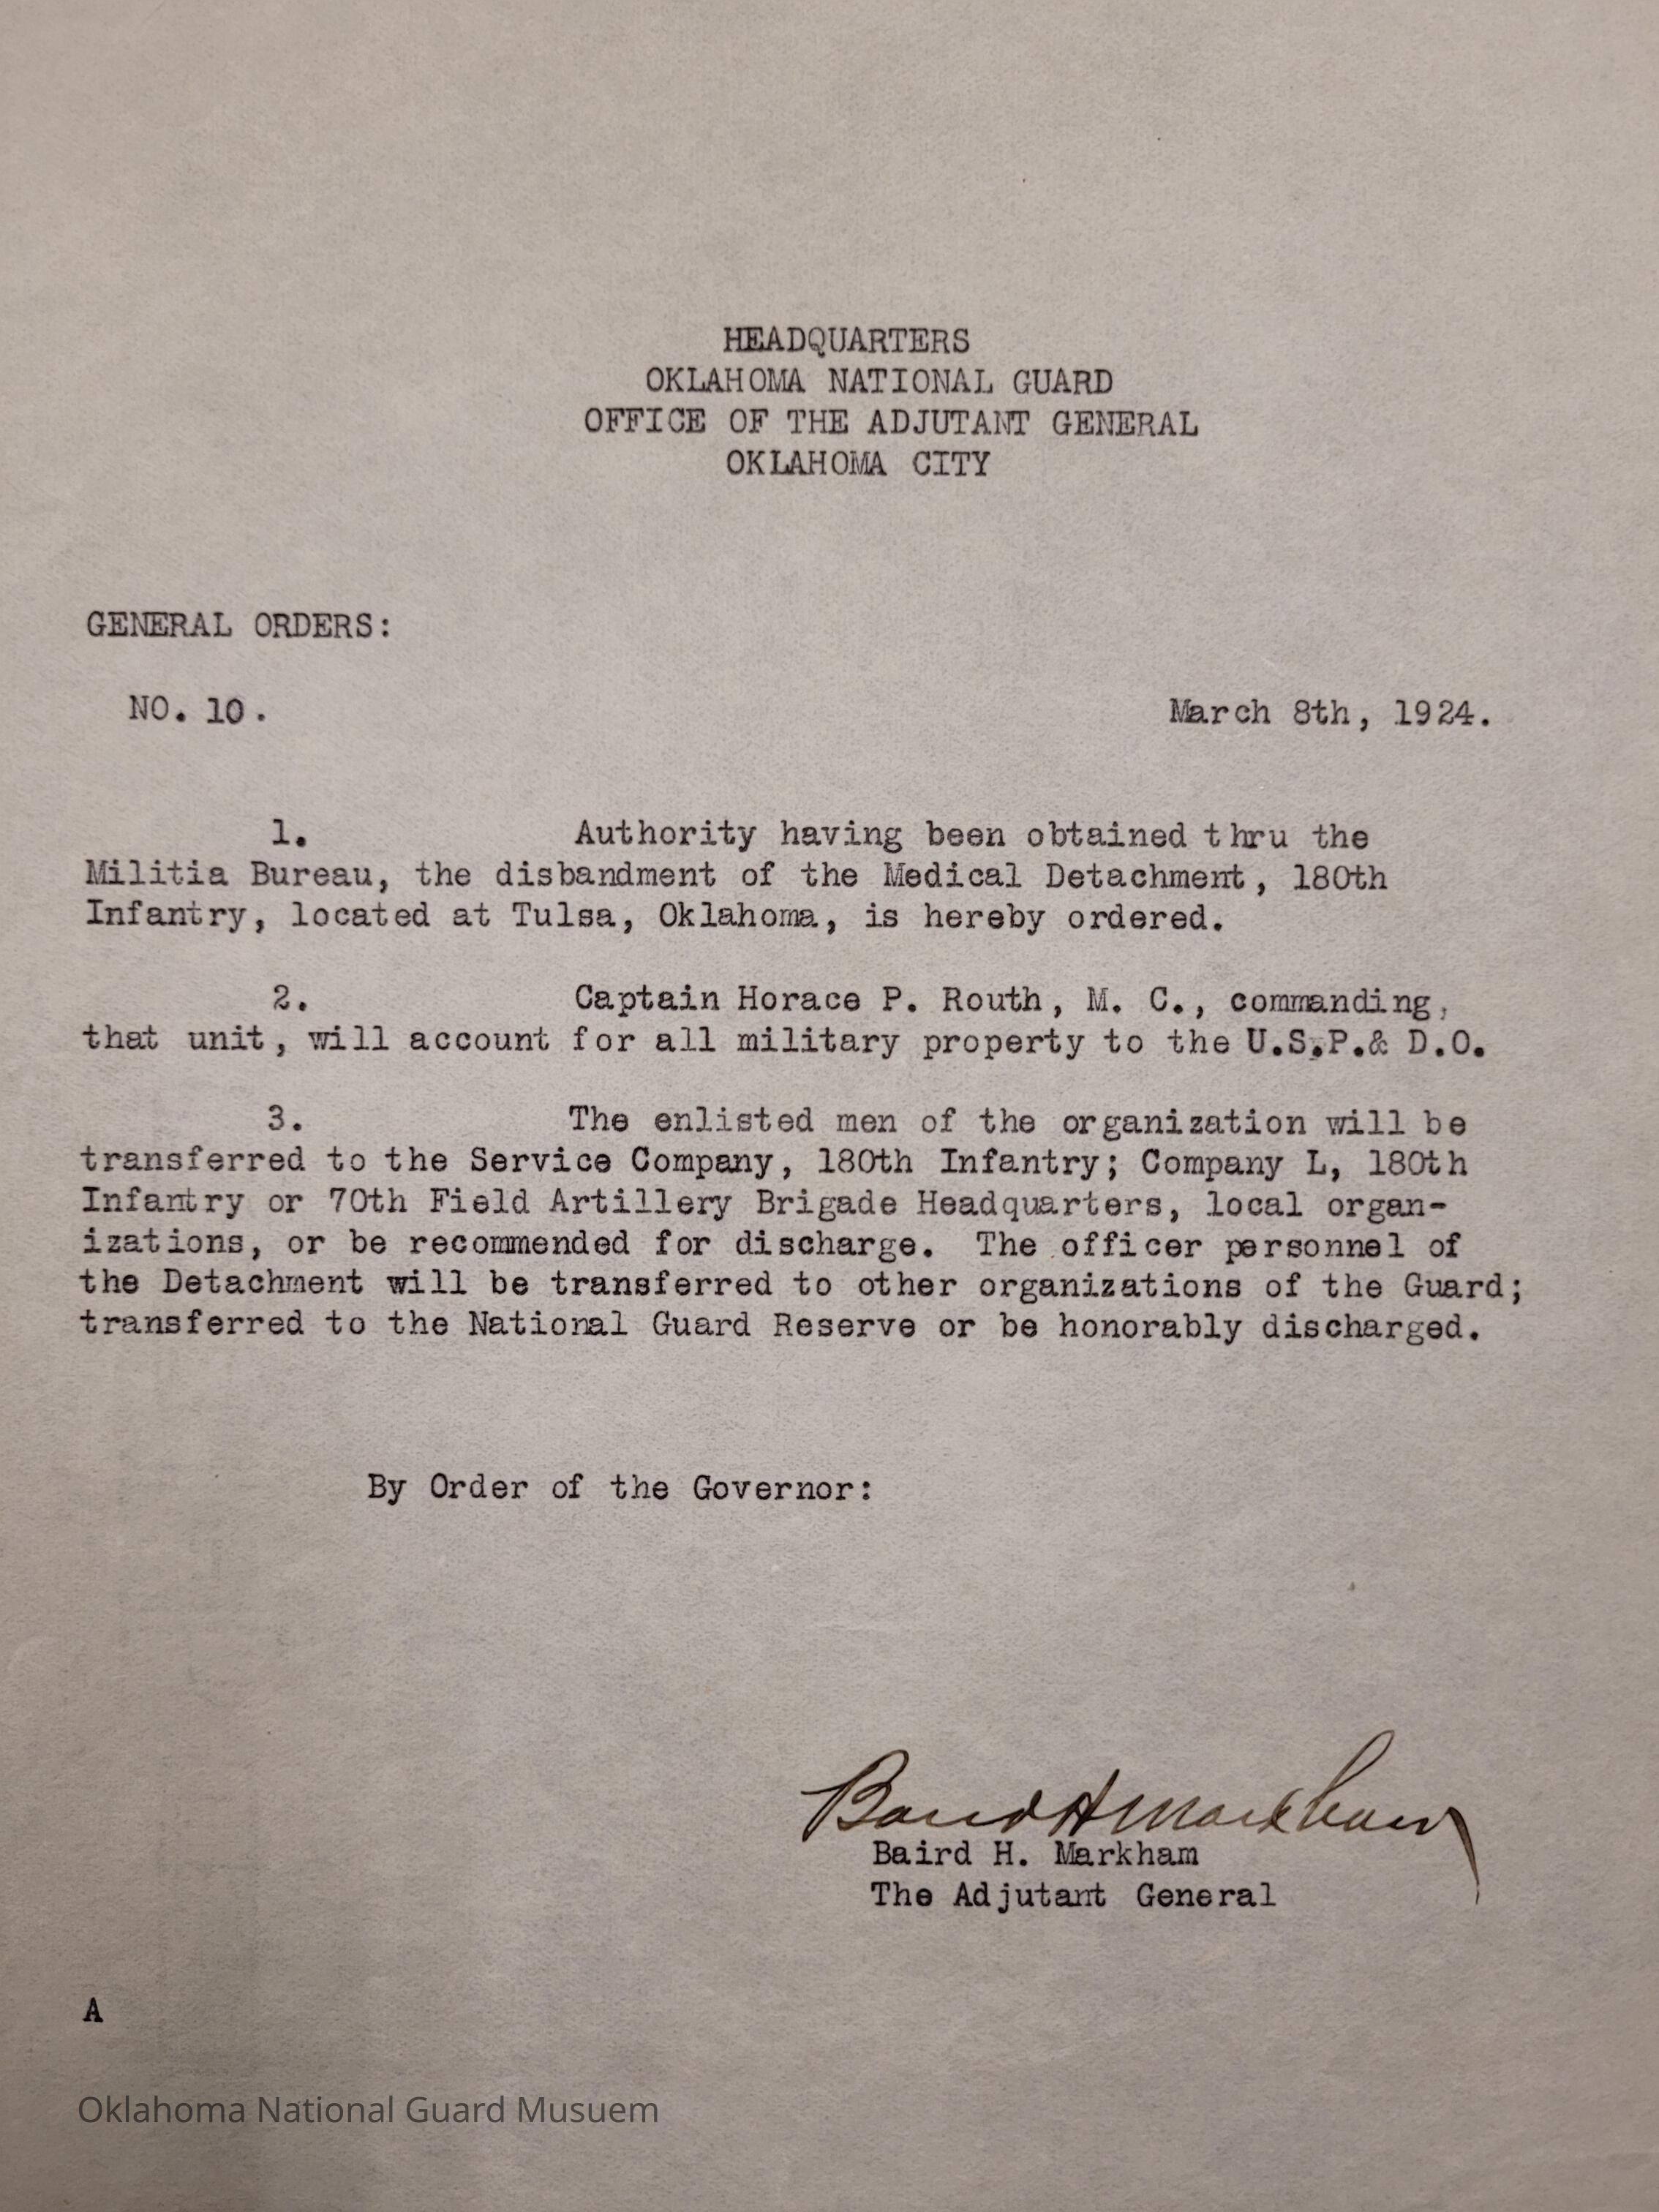 HEADQUARTERS
OKLAHOMA NATIONAL GUARD
OFFICE OF THE ADJUTANT GENERAL
OKLAHOMA CITY
GENERAL ORDERS:
NO. 10.
March 8th, 1924.
1. Authority having been obtained thru the
Militia Bureau, the disbandment of the Medical Detachment, 180th
Infantry, located at Tulsa, Oklahoma, is hereby ordered.
2. Captain Horace P. Routh, M. C., commanding,
that unit, will account for all military property to the U.S.P.& D.O.
3. The enlisted men of the organization will be
transferred to the Service Company, 180th Infantry; Company L, 180th
Infantry or 70th Field Artillery Brigade Headquarters, local organ-
izations, or be recommended for discharge. The officer personnel of
the Detachment will be transferred to other organizations of the Guard;
transferred to the National Guard Reserve or be honorably discharged.
By Order of the Governor:
Baird H Markham
Baird H. Markham
The Adjutant General
A
Oklahoma National Guard Musuem